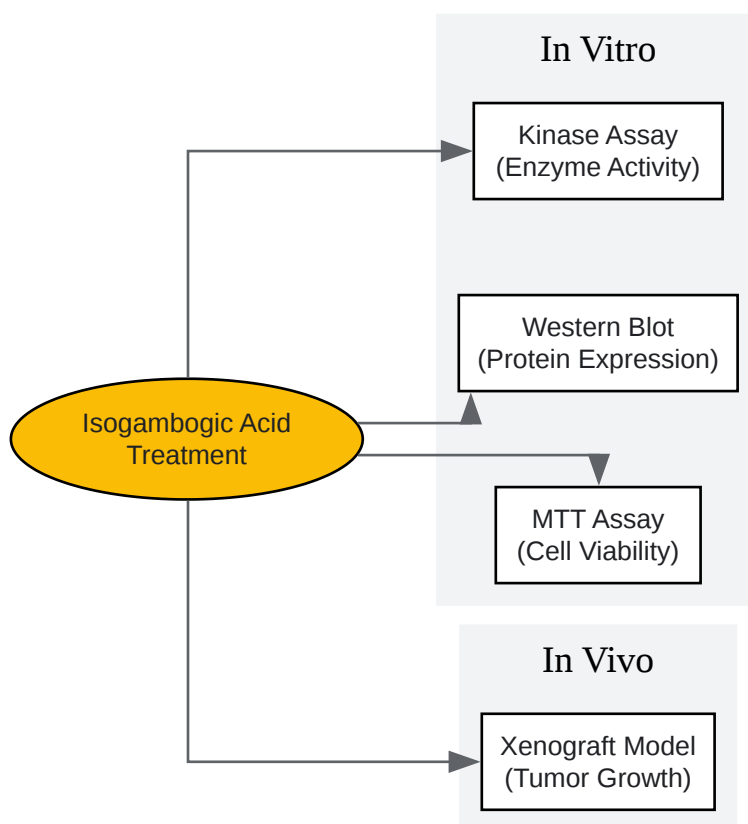 In Vitro
Kinase Assay
(Enzyme Activity)
Western Blot
(Protein Expression)
Isogambogic Acid
Treatment
MTT Assay
(Cell Viability)
In Vivo
Xenograft Model
(Tumor Growth)